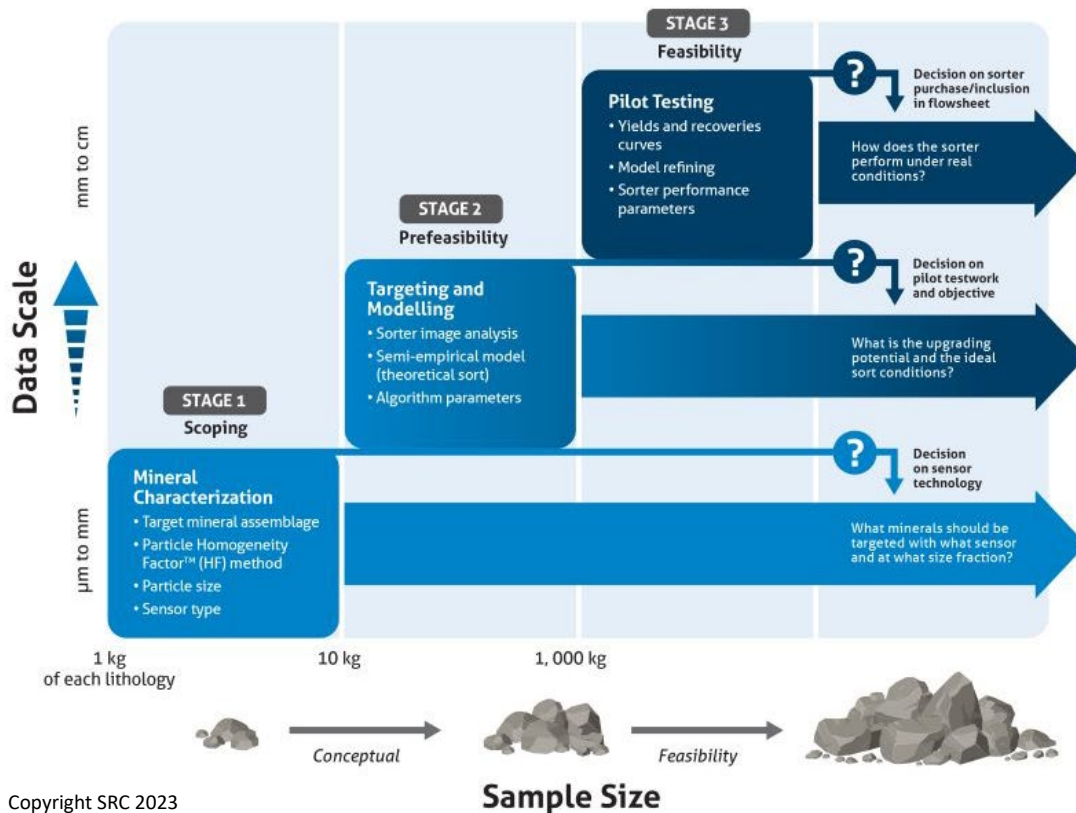 STAGE 3
Feasibility
Pilot Testing
• Yields and recoveries
curves
• Model refining
• Sorter performance
parameters
?
Decision on sorter
purchase/inclusion
in flowsheet
How does the sorter
perform under real
conditions?
STAGE 2
Prefeasibility
Targeting and
Modelling
• Sorter image analysis
• Semi-empirical model
(theoretical sort)
• Algorithm parameters
?
Decision on
pilot testwork
and objective
What is the upgrading
potential and the ideal
sort conditions?
STAGE 1
Scoping
Mineral
Characterization
• Target mineral assemblage
• Particle Homogeneity
Factor™ (HF) method
• Particle size
• Sensor type
?
Decision
on sensor
technology
What minerals should be
targeted with what sensor
and at what size fraction?
mm to cm
Data Scale
µm to mm
1 kg
of each lithology
10 kg
1, 000 kg
Conceptual
Feasibility
Sample Size
Copyright SRC 2023